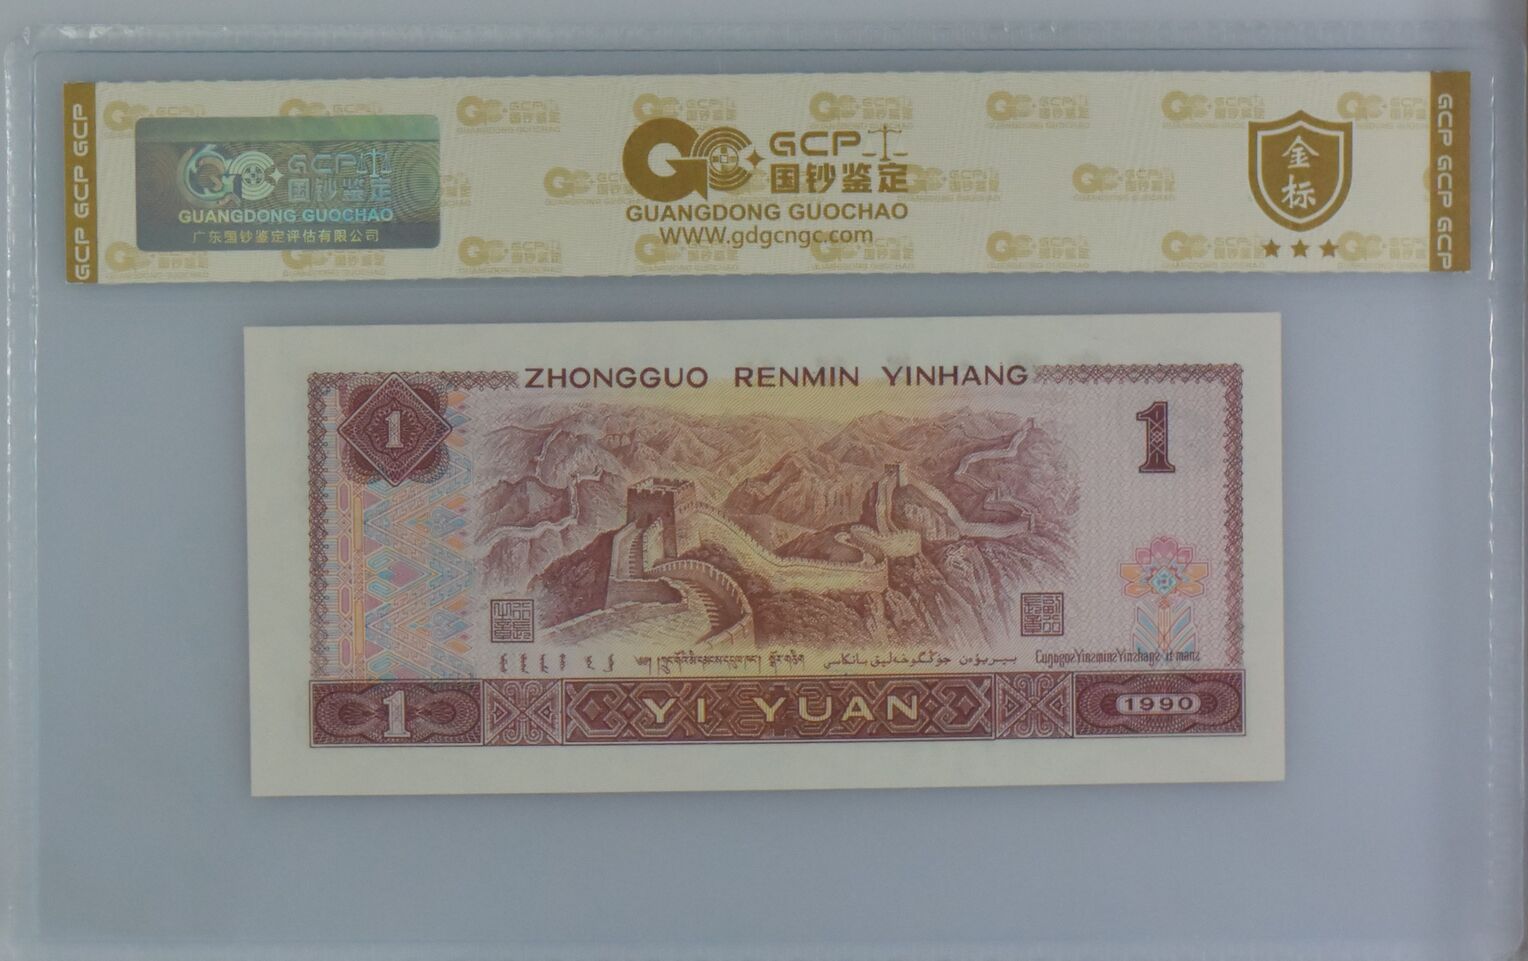 GCP GCP GCP
GCP 国钞鉴定
GUANGDONG GUOCHAO
广东国钞鉴定评估有限公司
GCP
国钞鉴定
GUANGDONG GUOCHAO
WWW.gdgcngc.com
金标
GCP GCP GCP
ZHONGGUO RENMIN YINHANG
1
1
1
YI YUAN
1990